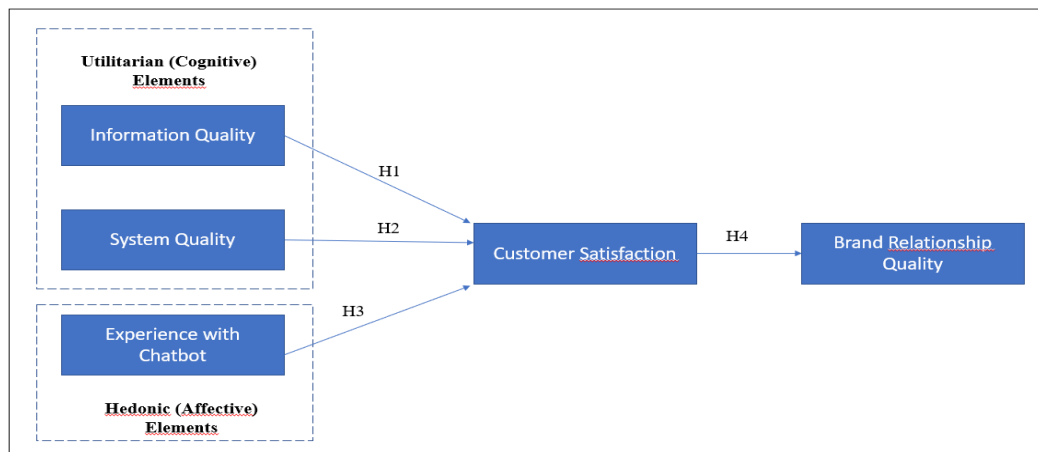 Utilitarian (Cognitive)
Elements
Information Quality
H1
System Quality
H2
Customer Satisfaction
H4
Brand Relationship
Quality
H3
Experience with
Chatbot
Hedonic (Affective)
Elements